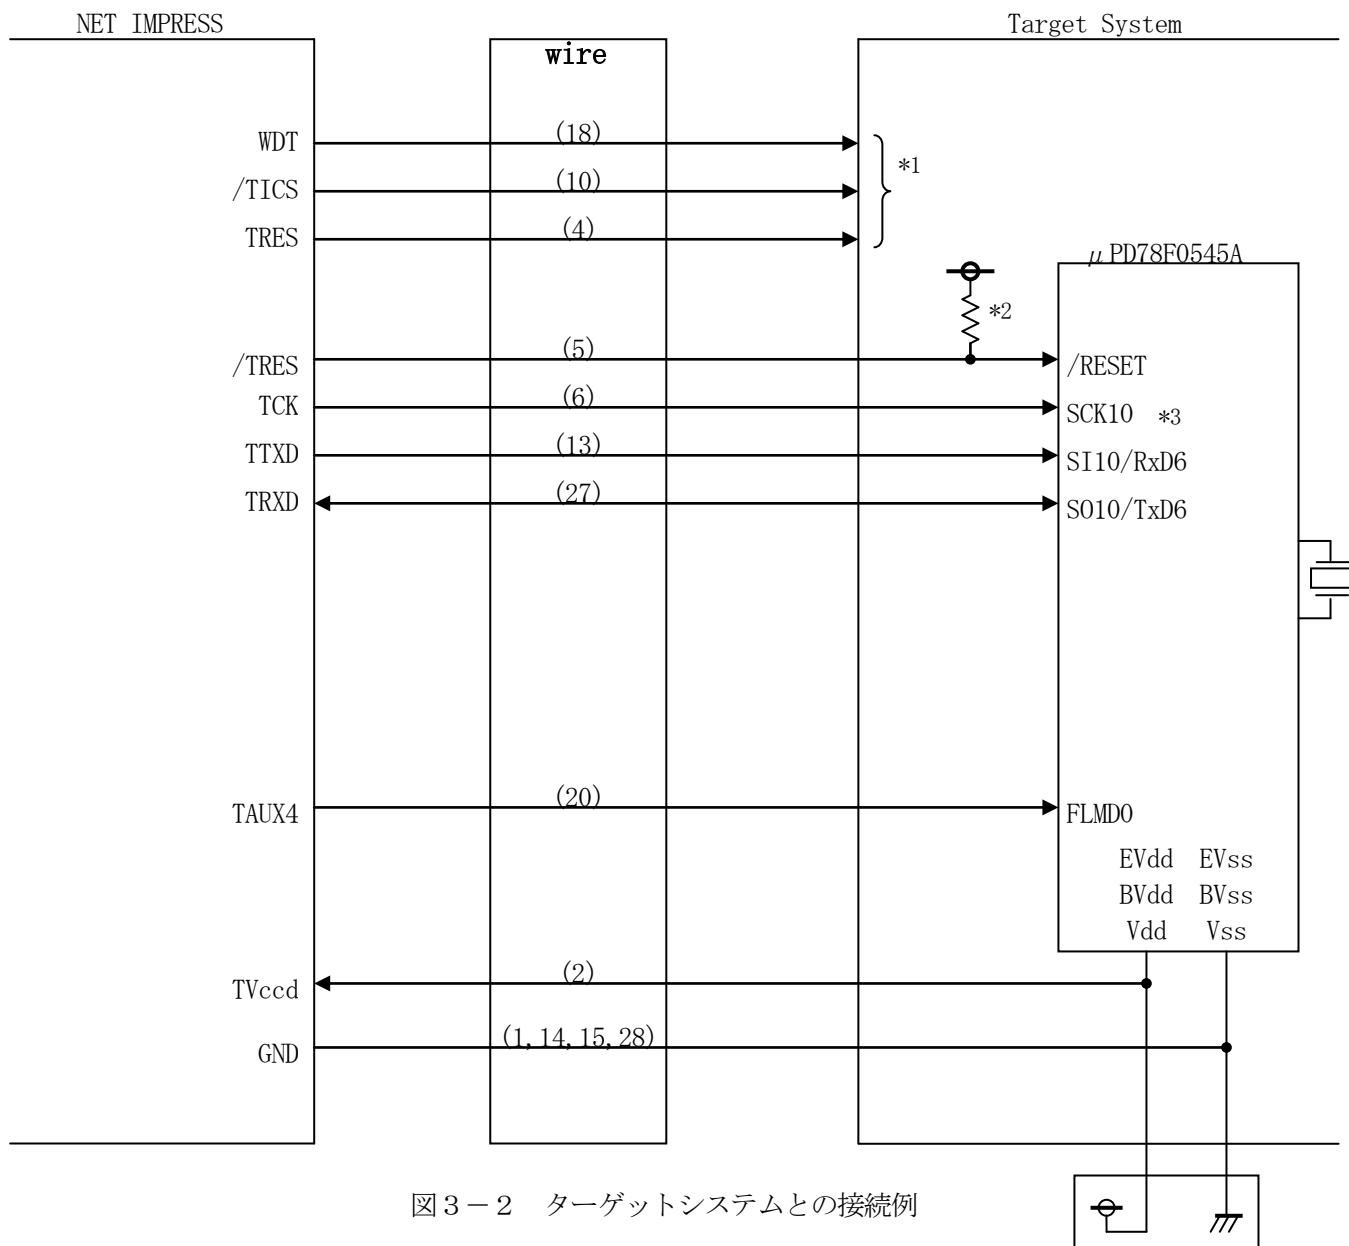 NET IMPRESS
Target System
wire
WDT (18)
/TICS (10)
TRES (4)
*1
μPD78F0545A
*2
/TRES (5) /RESET
TCK (6) SCK10 *3
TTXD (13) SI10/RxD6
TRXD (27) SO10/TxD6
TAUX4 (20) FLMD0
EVdd EVss
BVdd BVss
Vdd Vss
TVccd (2)
GND (1,14,15,28)
図3-2 ターゲットシステムとの接続例